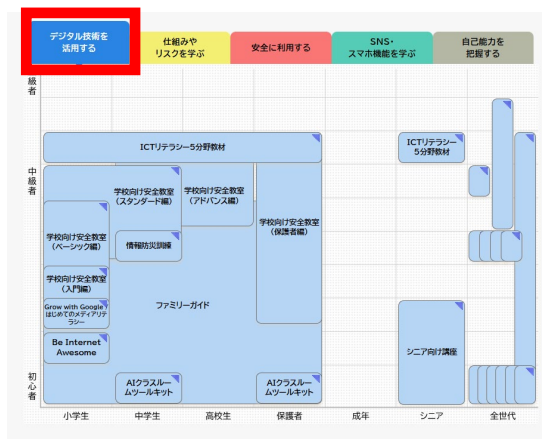 デジタル技術を
活用する
仕組みや
リスクを学ぶ
安全に利用する
SNS・
スマホ機能を学ぶ
自己能力を
把握する
級
者
ICTリテラシー5分野教材
ICTリテラシー
5分野教材
中
級
者
学校向け安全教室
(スタンダード編)
学校向け安全教室
(アドバンス編)
学校向け安全教室
(保護者編)
学校向け安全教室
(ベーシック編)
情報防災訓練
学校向け安全教室
(入門編)
Grow with Google
はじめてのメディアリテ
ラシー
ファミリーガイド
Be Internet
Awesome
シニア向け講座
初
心
者
AIクラスルー
ムツールキット
AIクラスルー
ムツールキット
小学生
中学生
高校生
保護者
成年
シニア
全世代